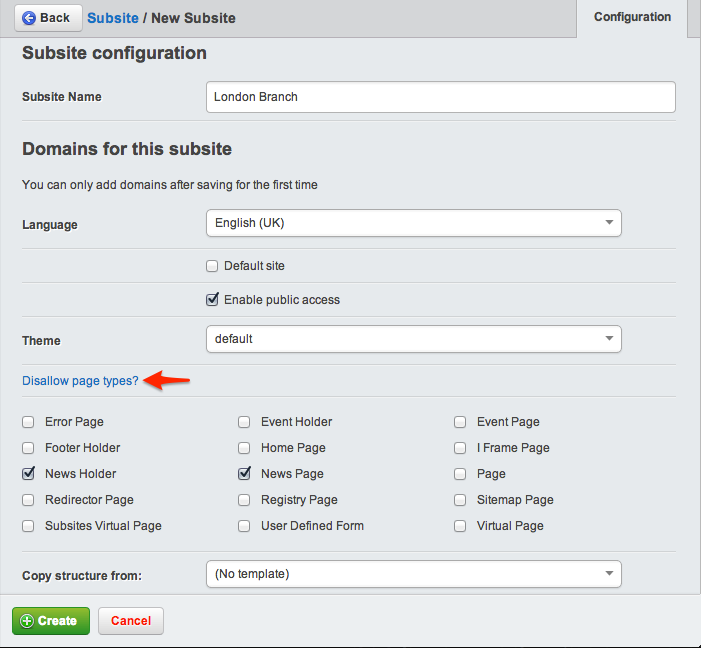 Back Subsite / New Subsite Configuration
Subsite configuration
Subsite Name London Branch
Domains for this subsite
You can only add domains after saving for the first time
Language English (UK)
Default site
Enable public access
Theme default
Disallow page types?
Error Page Event Holder Event Page
Footer Holder Home Page I Frame Page
News Holder News Page Page
Redirector Page Registry Page Sitemap Page
Subsites Virtual Page User Defined Form Virtual Page
Copy structure from: (No template)
Create Cancel